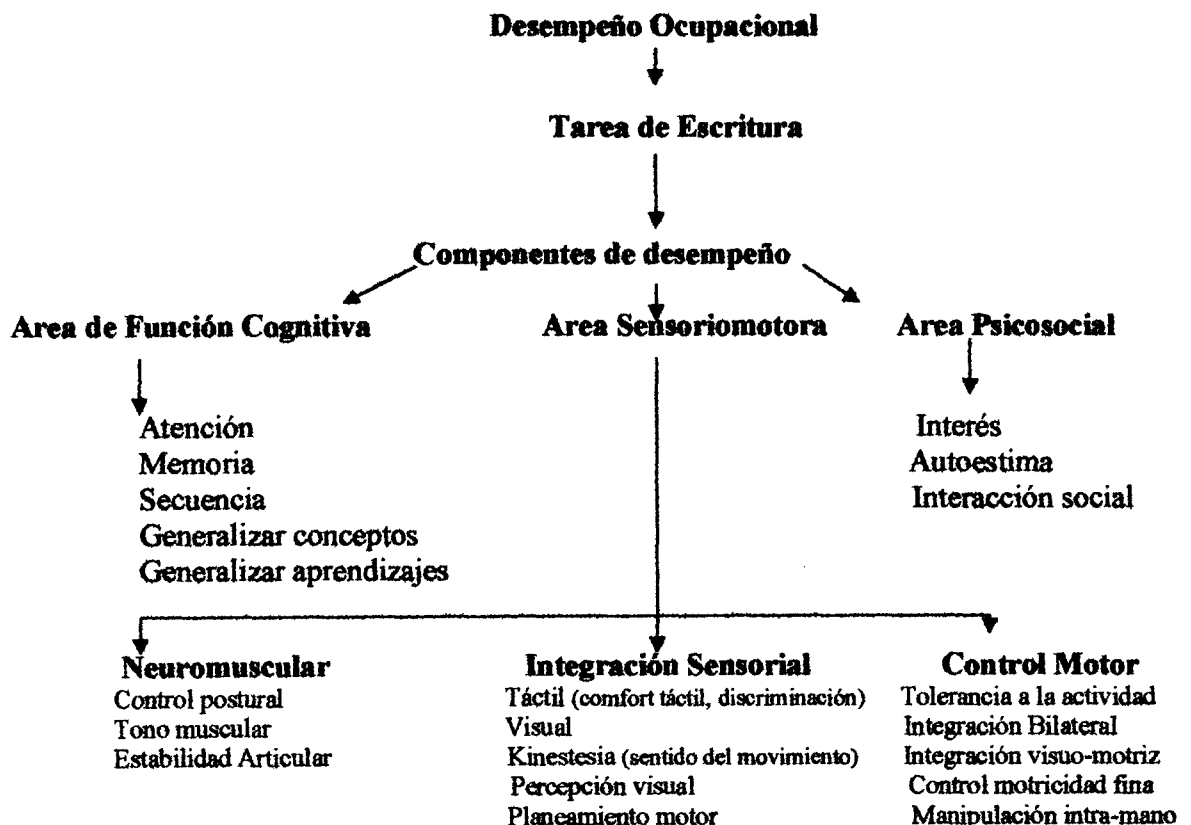 Desempeño Ocupacional
Tarea de Escritura
Componentes de desempeño
Area de Función Cognitiva
Area Sensoriomotora
Area Psicosocial
Atención
Memoria
Secuencia
Generalizar conceptos
Generalizar aprendizajes
Interés
Autoestima
Interacción social
Neuromuscular
Control postural
Tono muscular
Estabilidad Articular
Integración Sensorial
Táctil (comfort táctil, discriminación)
Visual
Kinestesia (sentido del movimiento)
Percepción visual
Planeamiento motor
Control Motor
Tolerancia a la actividad
Integración Bilateral
Integración visuo-motriz
Control motricidad fina
Manipulación intra-mano